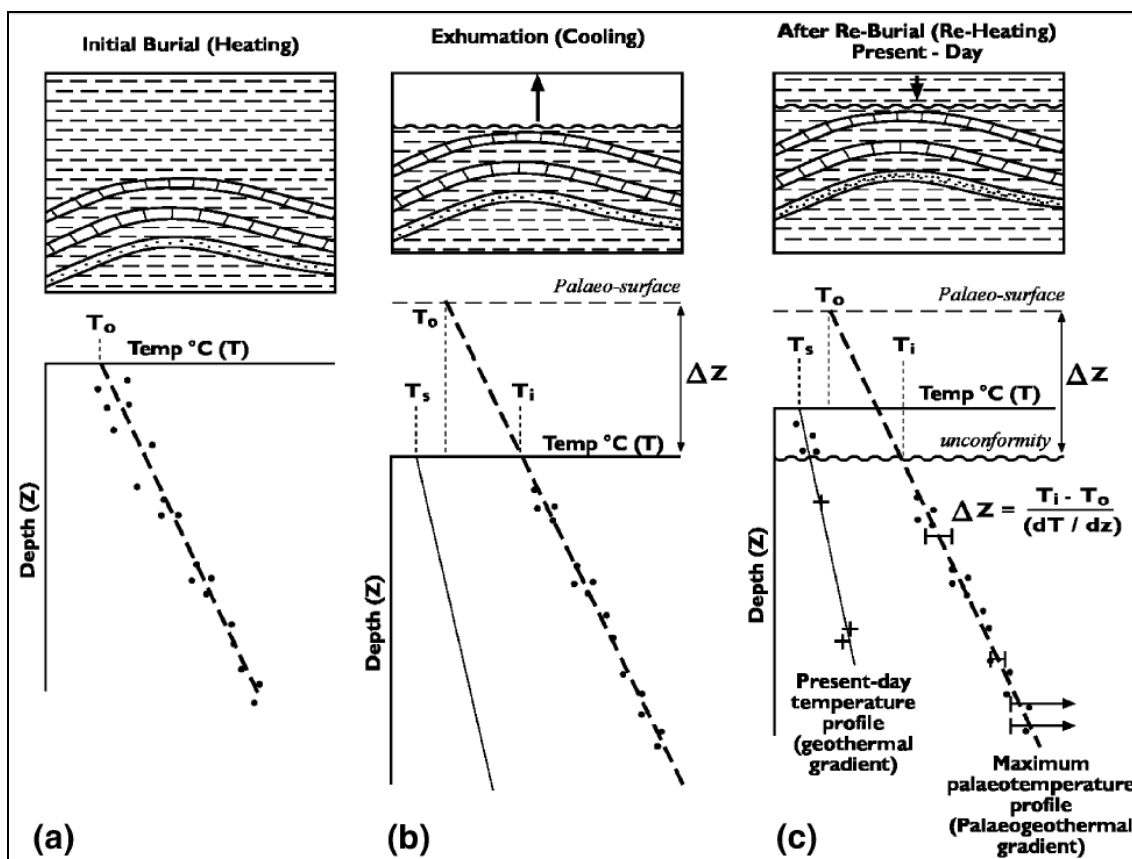 Initial Burial (Heating)
Exhumation (Cooling)
After Re-Burial (Re-Heating)
Present - Day
To
Temp °C (T)
Depth (Z)
(a)
Palaeo-surface
To
Ts
Ti
ΔZ
Temp °C (T)
Depth (Z)
(b)
To
Palaeo-surface
Ts
Ti
ΔZ
Temp °C (T)
unconformity
ΔZ = Ti - To
(dT / dz)
Depth (Z)
Present-day
temperature
profile
(geothermal
gradient)
Maximum
palaeotemperature
profile
(Palaeogeothermal
gradient)
(c)